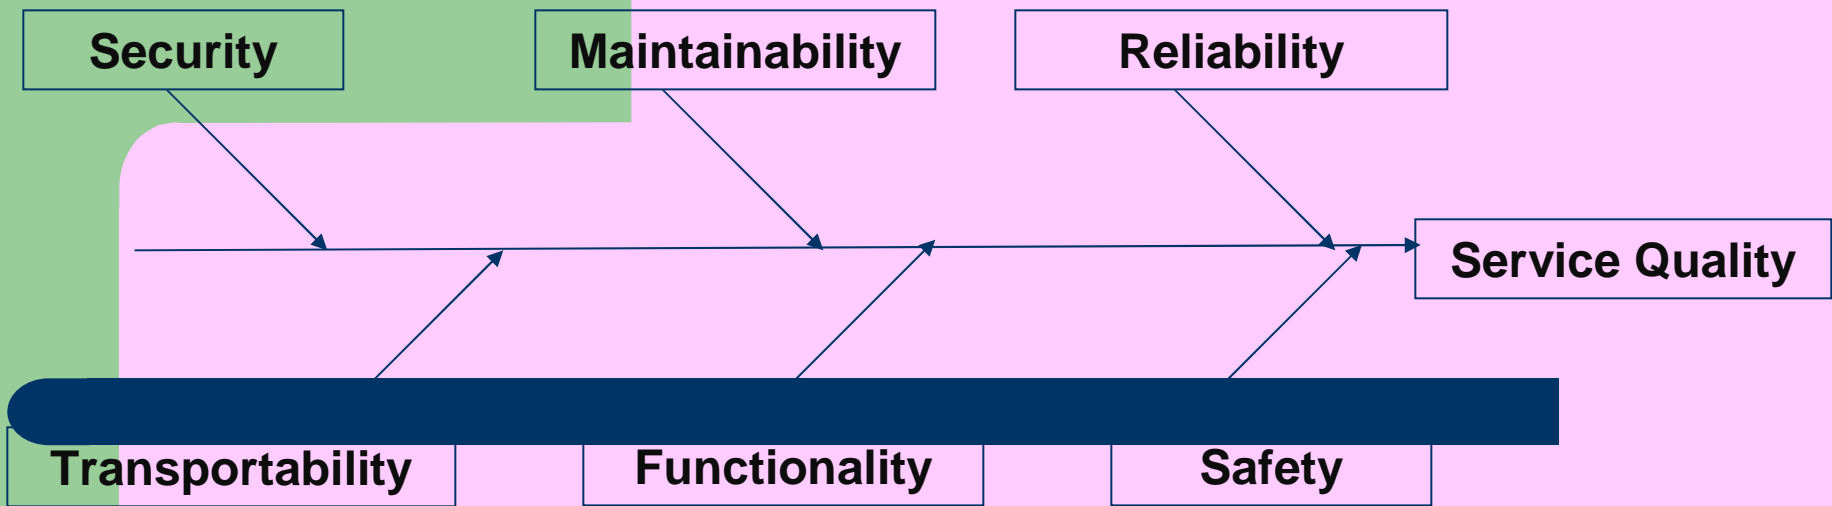 Security
Maintainability
Reliability
Service Quality
Transportability
Functionality
Safety